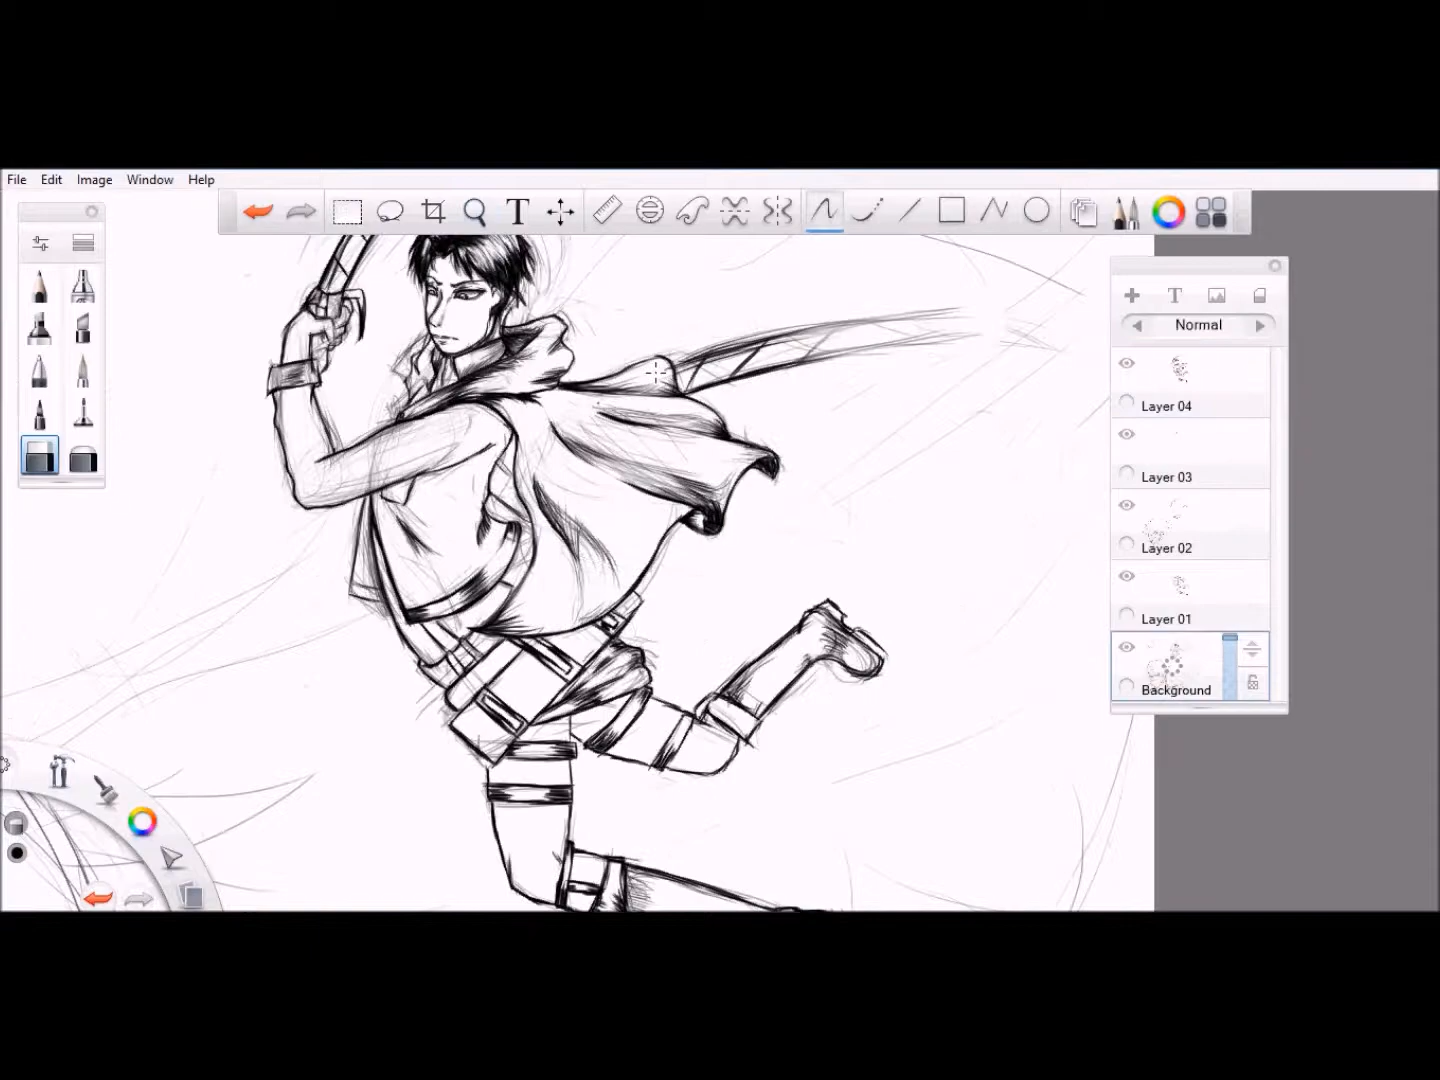 File Edit Image Window Help
T
T
Normal
Layer 04
Layer 03
Layer 02
Layer 01
Background